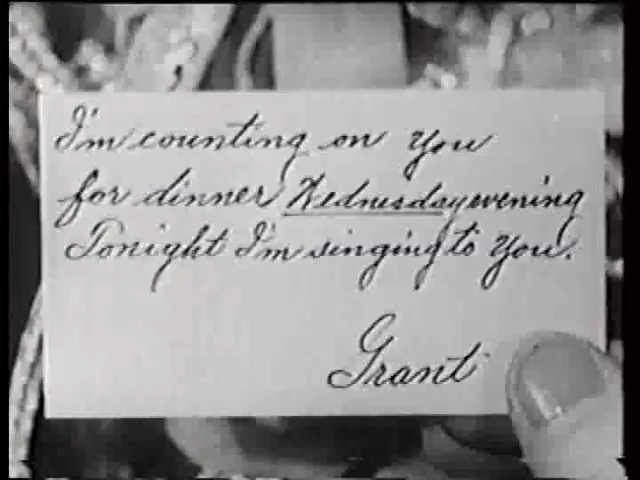 I'm counting on you
for dinner Wednesday evening
Tonight I'm singing to you.
Grant